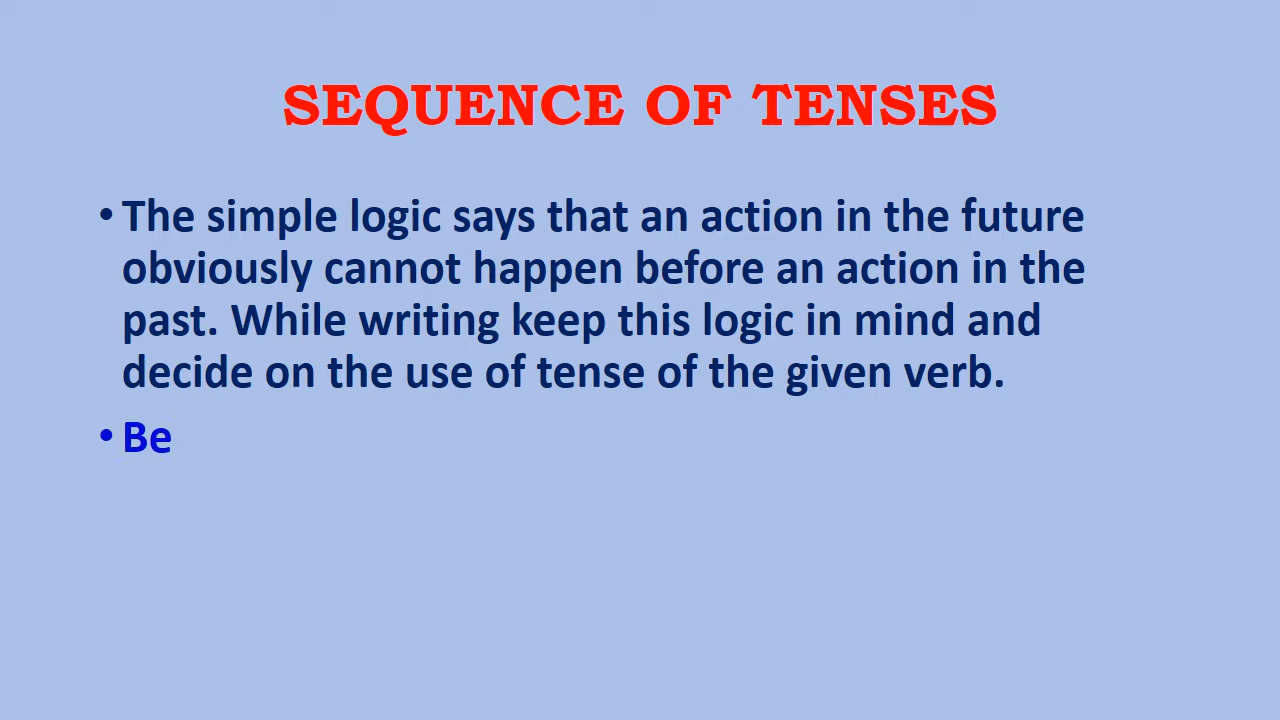 SEQUENCE OF TENSES
• The simple logic says that an action in the future
obviously cannot happen before an action in the
past. While writing keep this logic in mind and
decide on the use of tense of the given verb.
• Be